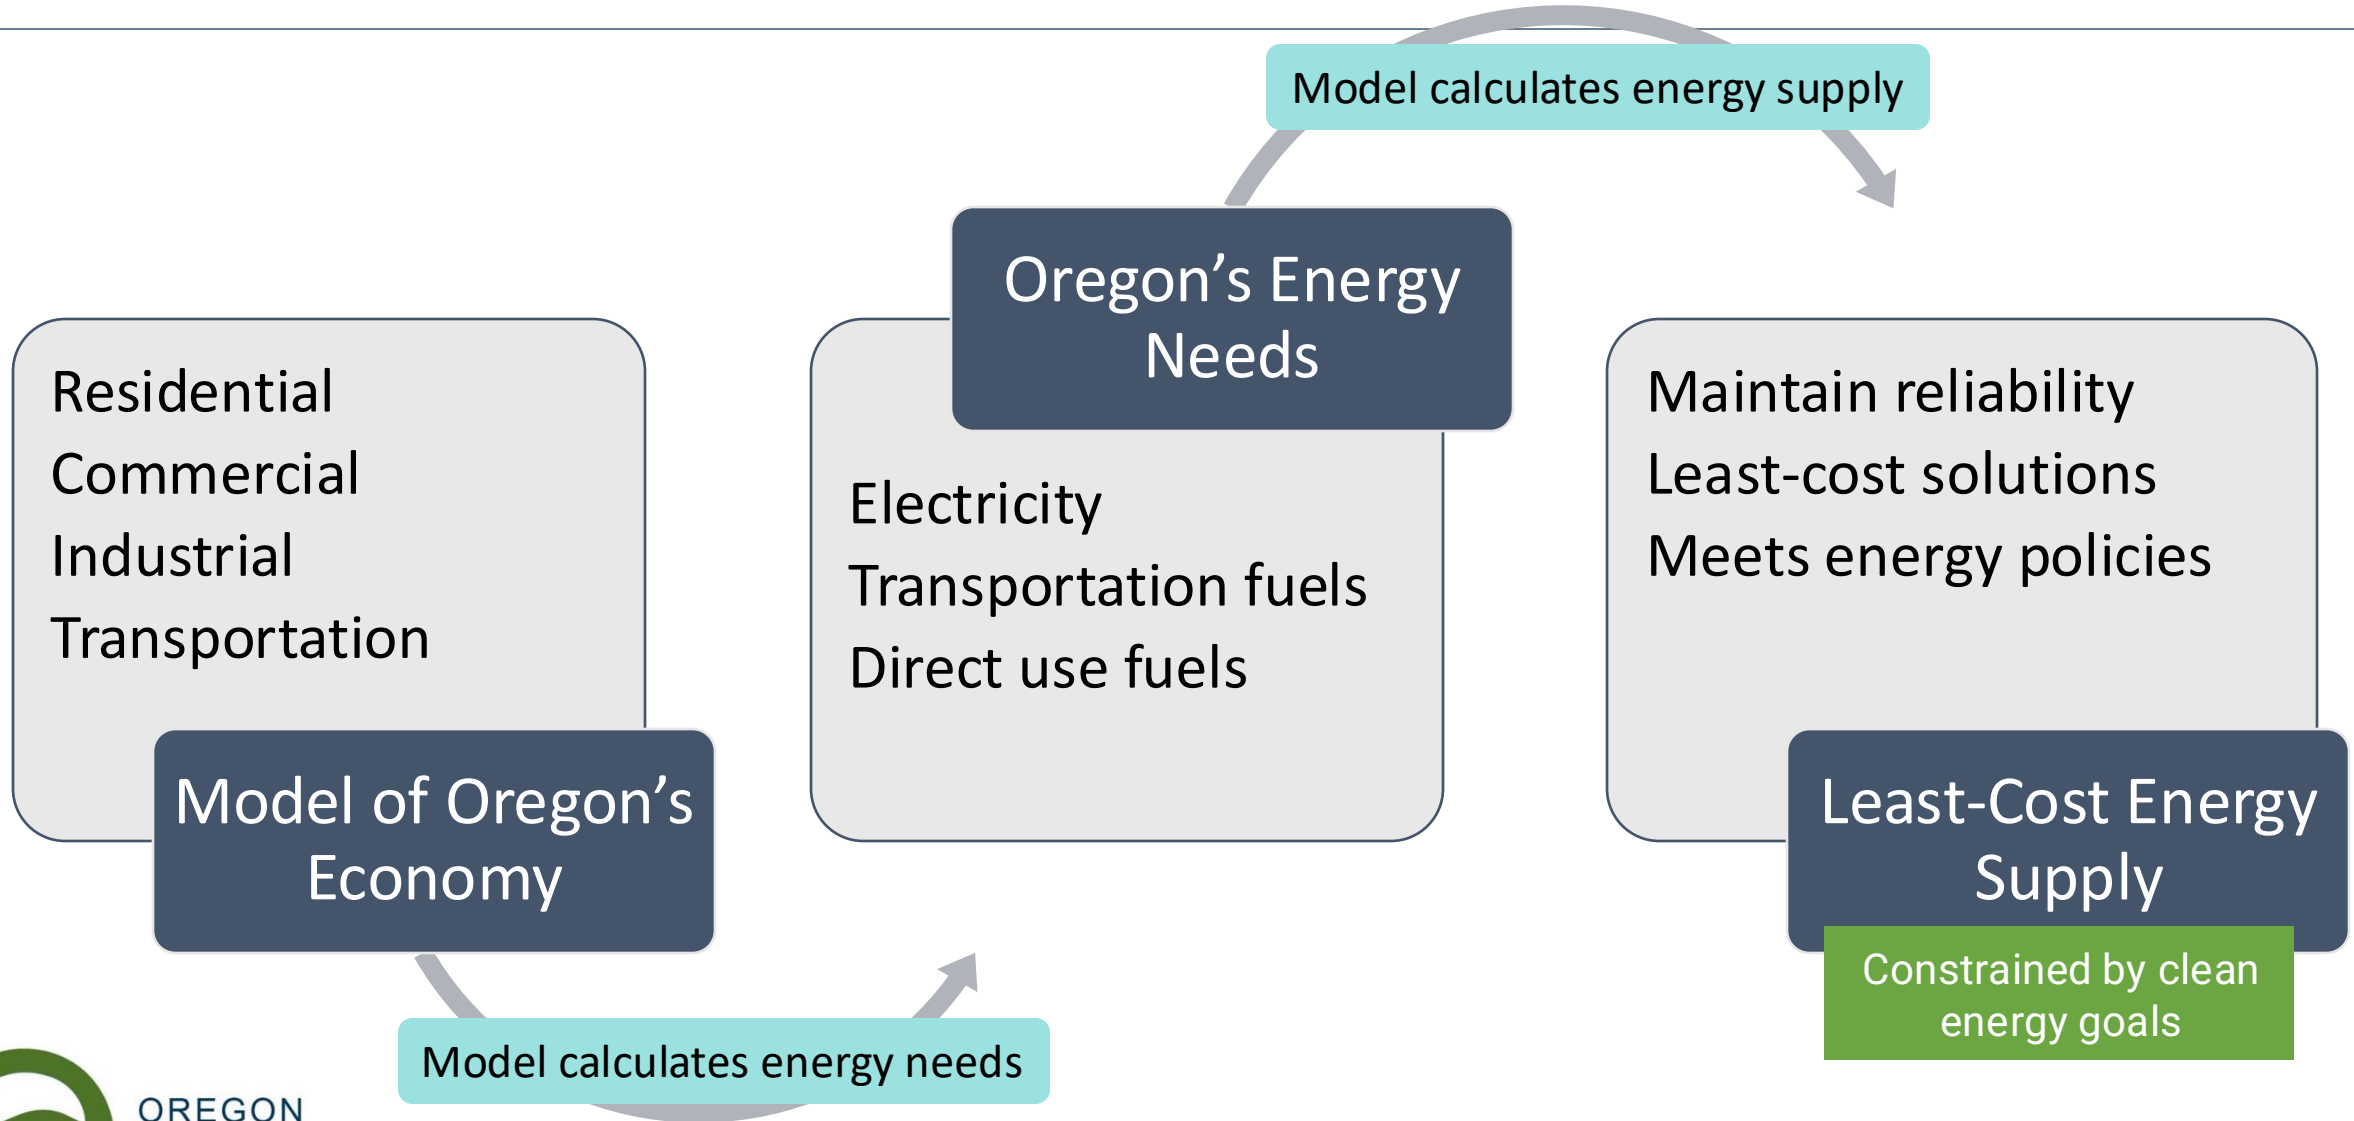 Model calculates energy supply
Residential
Commercial
Industrial
Transportation
Model of Oregon’s
Economy
Model calculates energy needs
Oregon’s Energy
Needs
Electricity
Transportation fuels
Direct use fuels
Maintain reliability
Least-cost solutions
Meets energy policies
Least-Cost Energy
Supply
Constrained by clean
energy goals
OREGON